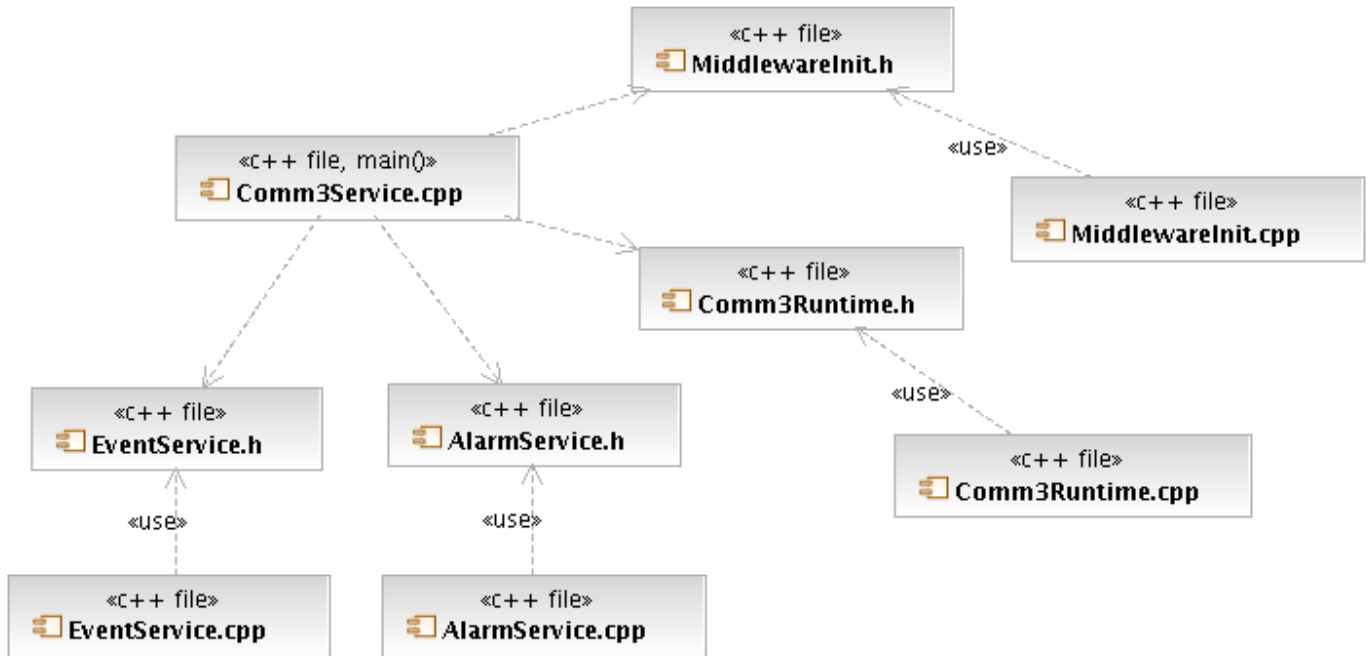 «c++ file»
MiddlewareInit.h
«c++ file, main()»
Comm3Service.cpp
«use»
«c++ file»
MiddlewareInit.cpp
«c++ file»
Comm3Runtime.h
«c++ file»
EventService.h
«c++ file»
AlarmService.h
«use»
«c++ file»
Comm3Runtime.cpp
«use»
«use»
«c++ file»
EventService.cpp
«c++ file»
AlarmService.cpp